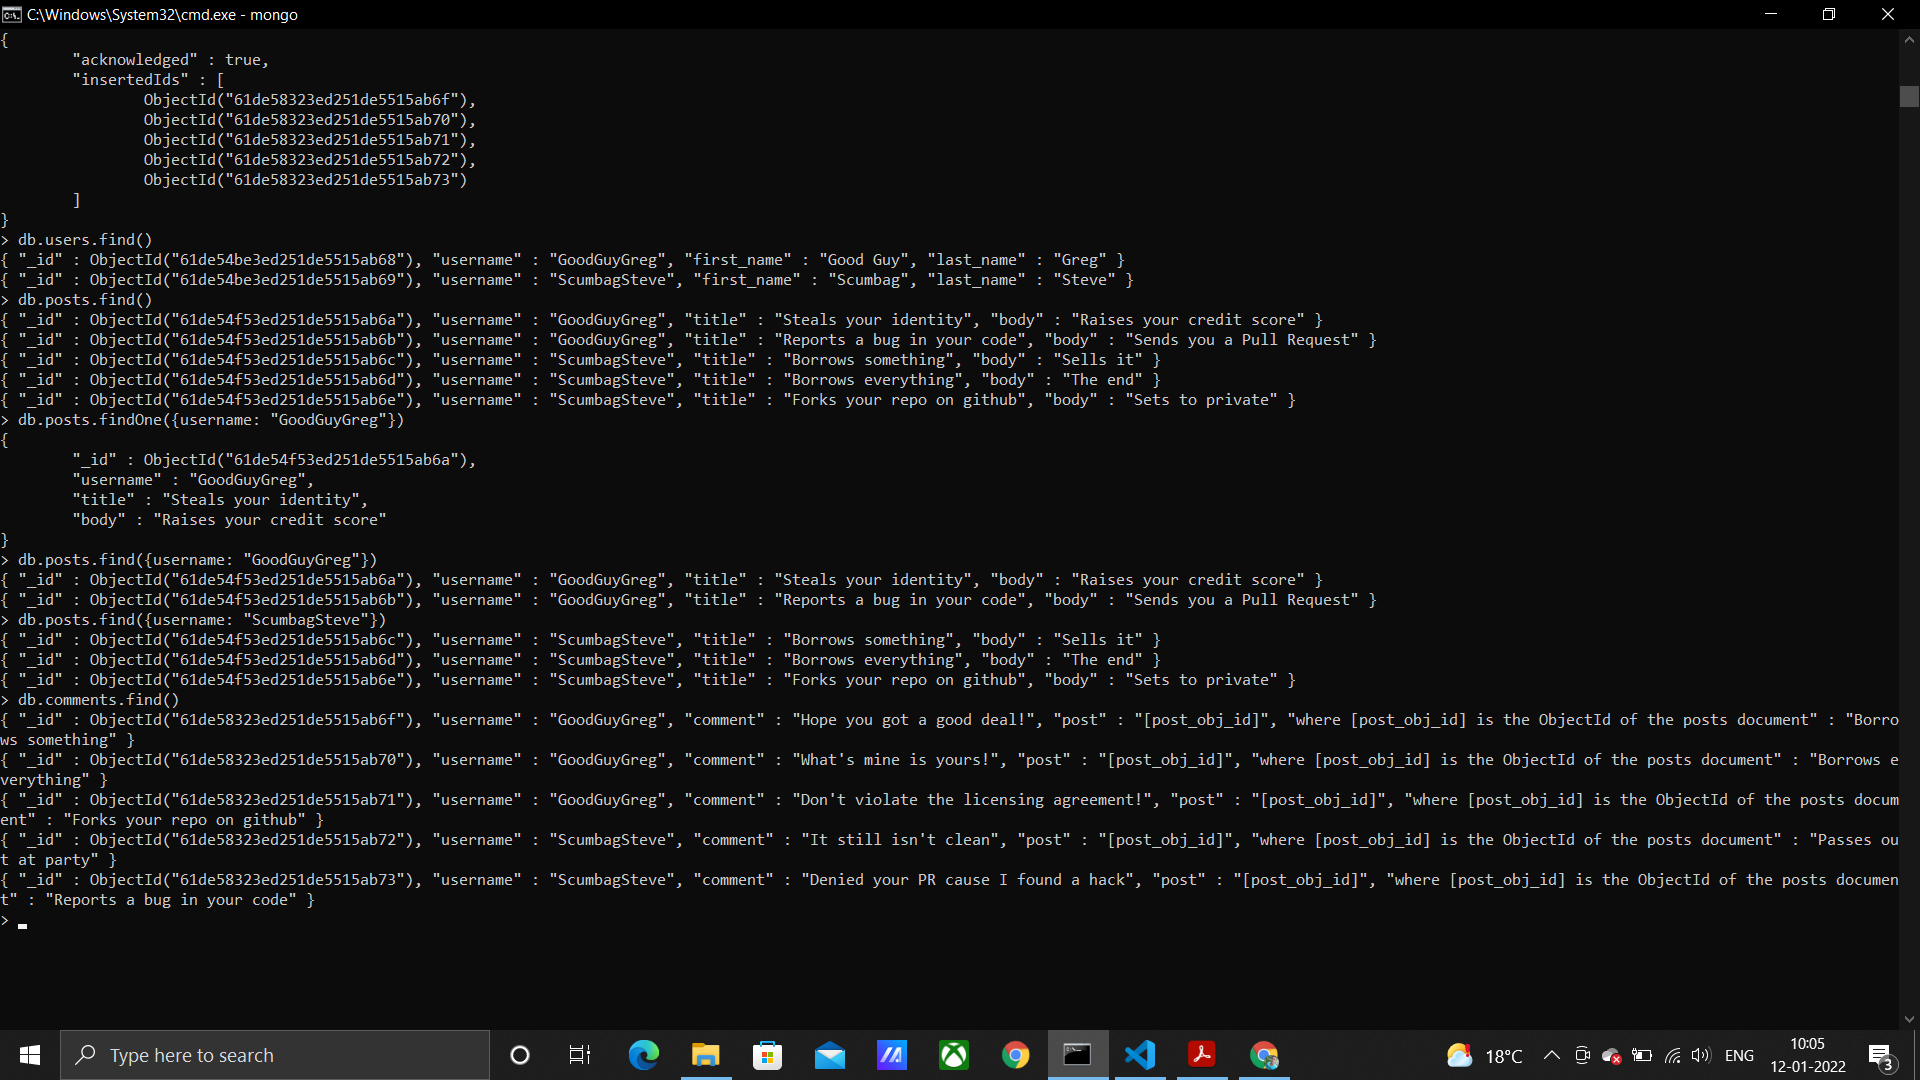 C:\Windows\System32\cmd.exe - mongo
{
"acknowledged" : true,
"insertedIds" : [
ObjectId("61de58323ed251de5515ab6f"),
ObjectId("61de58323ed251de5515ab70"),
ObjectId("61de58323ed251de5515ab71"),
ObjectId("61de58323ed251de5515ab72"),
ObjectId("61de58323ed251de5515ab73")
]
}
> db.users.find()
{ "_id" : ObjectId("61de54be3ed251de5515ab68"), "username" : "GoodGuyGreg", "first_name" : "Good Guy", "last_name" : "Greg" }
{ "_id" : ObjectId("61de54be3ed251de5515ab69"), "username" : "ScumbagSteve", "first_name" : "Scumbag", "last_name" : "Steve" }
> db.posts.find()
{ "_id" : ObjectId("61de54f53ed251de5515ab6a"), "username" : "GoodGuyGreg", "title" : "Steals your identity", "body" : "Raises your credit score" }
{ "_id" : ObjectId("61de54f53ed251de5515ab6b"), "username" : "GoodGuyGreg", "title" : "Reports a bug in your code", "body" : "Sends you a Pull Request" }
{ "_id" : ObjectId("61de54f53ed251de5515ab6c"), "username" : "ScumbagSteve", "title" : "Borrows something", "body" : "Sells it" }
{ "_id" : ObjectId("61de54f53ed251de5515ab6d"), "username" : "ScumbagSteve", "title" : "Borrows everything", "body" : "The end" }
{ "_id" : ObjectId("61de54f53ed251de5515ab6e"), "username" : "ScumbagSteve", "title" : "Forks your repo on github", "body" : "Sets to private" }
> db.posts.findOne({username: "GoodGuyGreg"})
{
"_id" : ObjectId("61de54f53ed251de5515ab6a"),
"username" : "GoodGuyGreg",
"title" : "Steals your identity",
"body" : "Raises your credit score"
}
> db.posts.find({username: "GoodGuyGreg"})
{ "_id" : ObjectId("61de54f53ed251de5515ab6a"), "username" : "GoodGuyGreg", "title" : "Steals your identity", "body" : "Raises your credit score" }
{ "_id" : ObjectId("61de54f53ed251de5515ab6b"), "username" : "GoodGuyGreg", "title" : "Reports a bug in your code", "body" : "Sends you a Pull Request" }
> db.posts.find({username: "ScumbagSteve"})
{ "_id" : ObjectId("61de54f53ed251de5515ab6c"), "username" : "ScumbagSteve", "title" : "Borrows something", "body" : "Sells it" }
{ "_id" : ObjectId("61de54f53ed251de5515ab6d"), "username" : "ScumbagSteve", "title" : "Borrows everything", "body" : "The end" }
{ "_id" : ObjectId("61de54f53ed251de5515ab6e"), "username" : "ScumbagSteve", "title" : "Forks your repo on github", "body" : "Sets to private" }
> db.comments.find()
{ "_id" : ObjectId("61de58323ed251de5515ab6f"), "username" : "GoodGuyGreg", "comment" : "Hope you got a good deal!", "post" : "[post_obj_id]", "where [post_obj_id] is the ObjectId of the posts document" : "Borro
ws something" }
{ "_id" : ObjectId("61de58323ed251de5515ab70"), "username" : "GoodGuyGreg", "comment" : "What's mine is yours!", "post" : "[post_obj_id]", "where [post_obj_id] is the ObjectId of the posts document" : "Borrows e
verything" }
{ "_id" : ObjectId("61de58323ed251de5515ab71"), "username" : "GoodGuyGreg", "comment" : "Don't violate the licensing agreement!", "post" : "[post_obj_id]", "where [post_obj_id] is the ObjectId of the posts docum
ent" : "Forks your repo on github" }
{ "_id" : ObjectId("61de58323ed251de5515ab72"), "username" : "ScumbagSteve", "comment" : "It still isn't clean", "post" : "[post_obj_id]", "where [post_obj_id] is the ObjectId of the posts document" : "Passes ou
t at party" }
{ "_id" : ObjectId("61de58323ed251de5515ab73"), "username" : "ScumbagSteve", "comment" : "Denied your PR cause I found a hack", "post" : "[post_obj_id]", "where [post_obj_id] is the ObjectId of the posts documen
t" : "Reports a bug in your code" }
>
Type here to search
18°C
ENG
10:05
12-01-2022
3